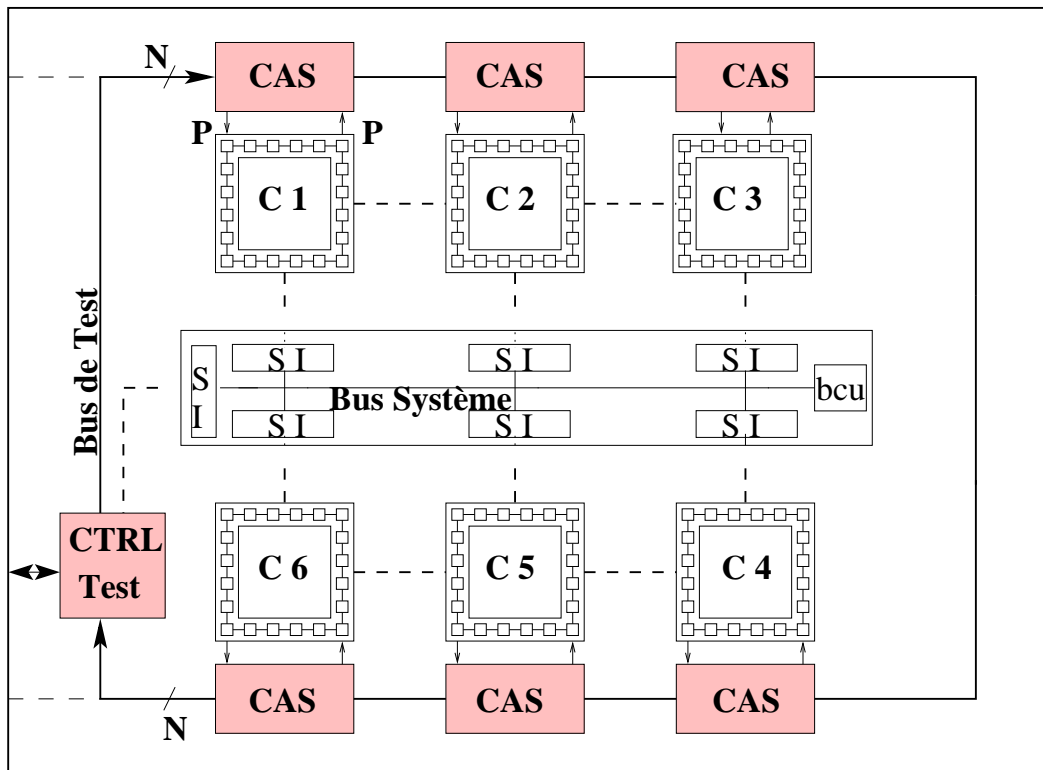 N
CAS
CAS
CAS
P
P
C 1
C 2
C 3
Bus de Test
S I
S I
S I
S I
bcu
Bus Système
S I
S I
S I
CTRL
Test
C 6
C 5
C 4
CAS
CAS
CAS
N